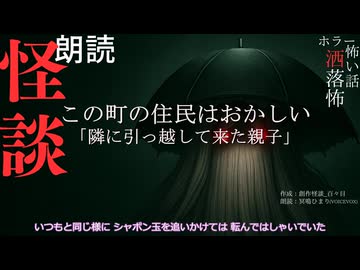 怪談
朗読
ホラー
怖い話
洒落怖
この町の住民はおかしい
「隣に引っ越して来た親子」
作成：創作怪談_百々目
朗読：冥鳴ひまり(VOICEVOX)
いつもと同じ様に シャボン玉を追いかけては 転んではしゃいでいた